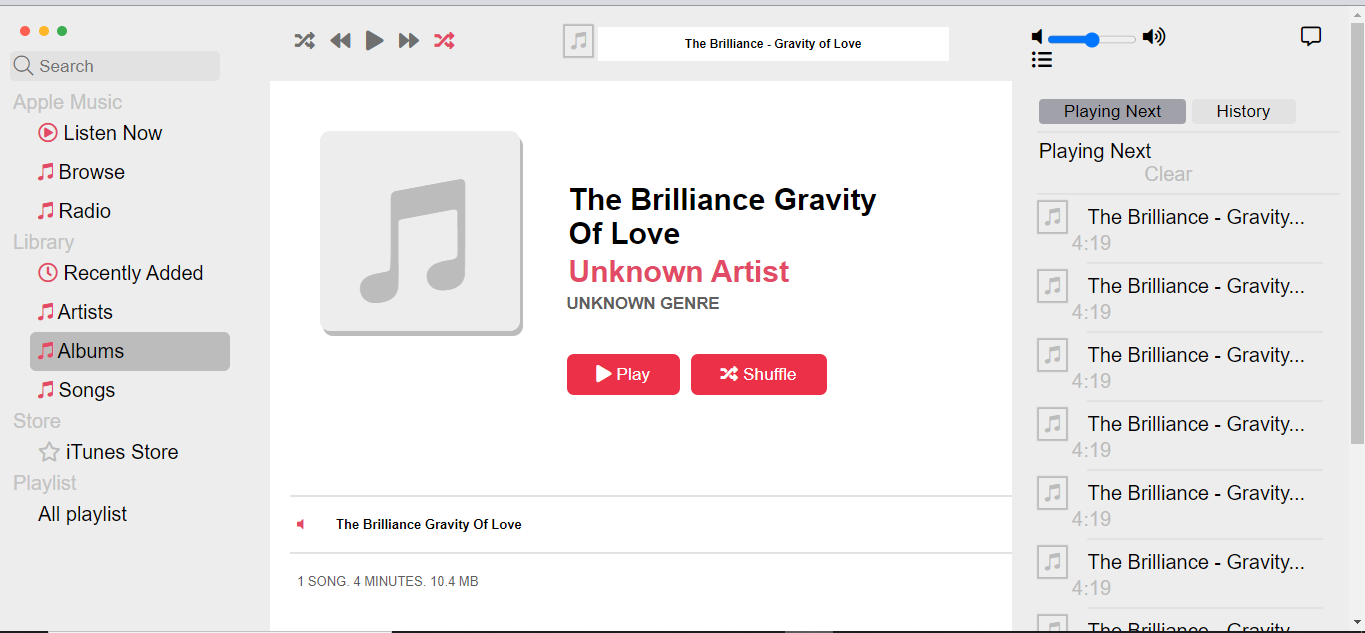 Search
Apple Music
Listen Now
Browse
Radio
Library
Recently Added
Artists
Albums
Songs
Store
iTunes Store
Playlist
All playlist
The Brilliance - Gravity of Love
The Brilliance Gravity
Of Love
Unknown Artist
UNKNOWN GENRE
Play
Shuffle
The Brilliance Gravity Of Love
1 SONG. 4 MINUTES. 10.4 MB
Playing Next
History
Playing Next
Clear
The Brilliance - Gravity...
4:19
The Brilliance - Gravity...
4:19
The Brilliance - Gravity...
4:19
The Brilliance - Gravity...
4:19
The Brilliance - Gravity...
4:19
The Brilliance - Gravity...
4:19
The Brilliance - Gravity...